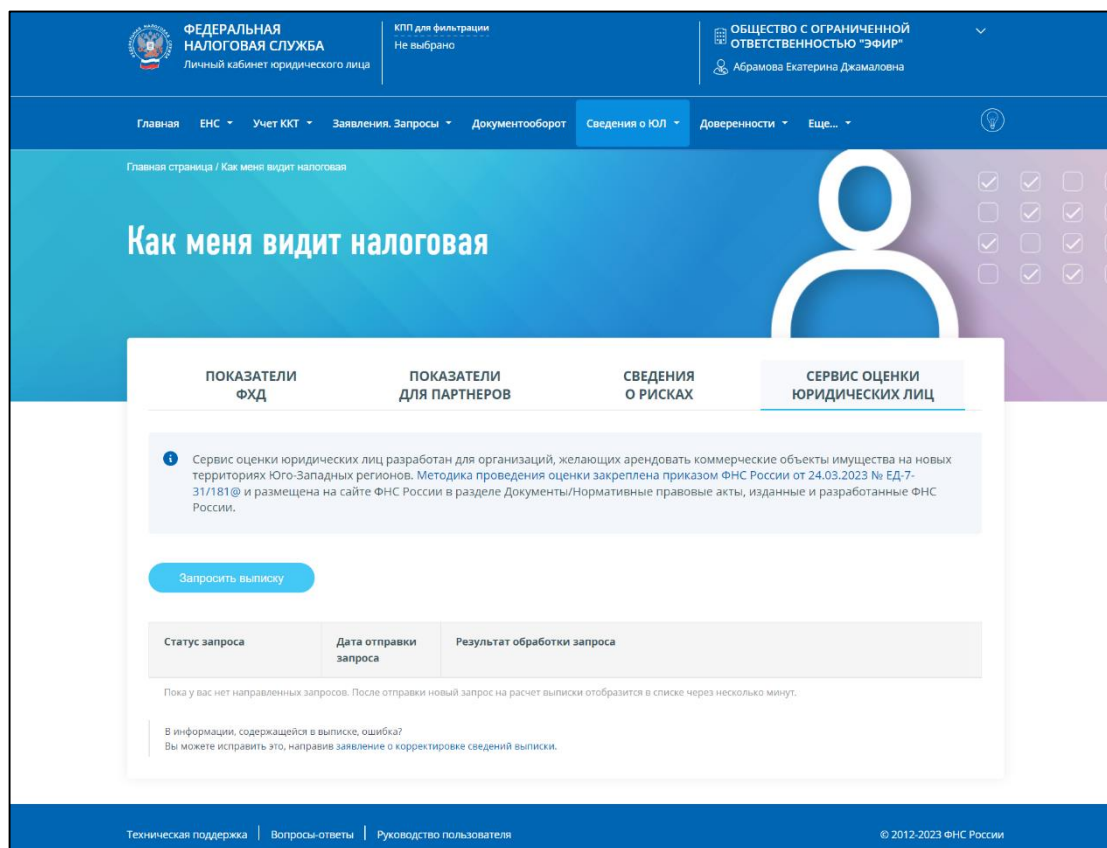 ФЕДЕРАЛЬНАЯ
НАЛОГОВАЯ СЛУЖБА
Личный кабинет юридического лица
КПП для фильтрации
Не выбрано
ОБЩЕСТВО С ОГРАНИЧЕННОЙ
ОТВЕТСТВЕННОСТЬЮ "ЭФИР"
Абрамова Екатерина Джамаловна
Главная ЕНС Учет ККТ Заявления. Запросы Документооборот Сведения о ЮЛ Доверенности Еще...
Главная страница / Как меня видит налоговая
Как меня видит налоговая
ПОКАЗАТЕЛИ
ФХД
ПОКАЗАТЕЛИ
ДЛЯ ПАРТНЕРОВ
СВЕДЕНИЯ
О РИСКАХ
СЕРВИС ОЦЕНКИ
ЮРИДИЧЕСКИХ ЛИЦ
Сервис оценки юридических лиц разработан для организаций, желающих арендовать коммерческие объекты имущества на новых
территориях Юго-Западных регионов. Методика проведения оценки закреплена приказом ФНС России от 24.03.2023 № ЕД-7-
31/181@ и размещена на сайте ФНС России в разделе Документы/Нормативные правовые акты, изданные и разработанные ФНС
России.
Запросить выписку
Статус запроса
Дата отправки
запроса
Результат обработки запроса
Пока у вас нет направленных запросов. После отправки новый запрос на расчет выписки отобразится в списке через несколько минут.
В информации, содержащейся в выписке, ошибка?
Вы можете исправить это, направив заявление о корректировке сведений выписки.
Техническая поддержка Вопросы-ответы Руководство пользователя
© 2012-2023 ФНС России